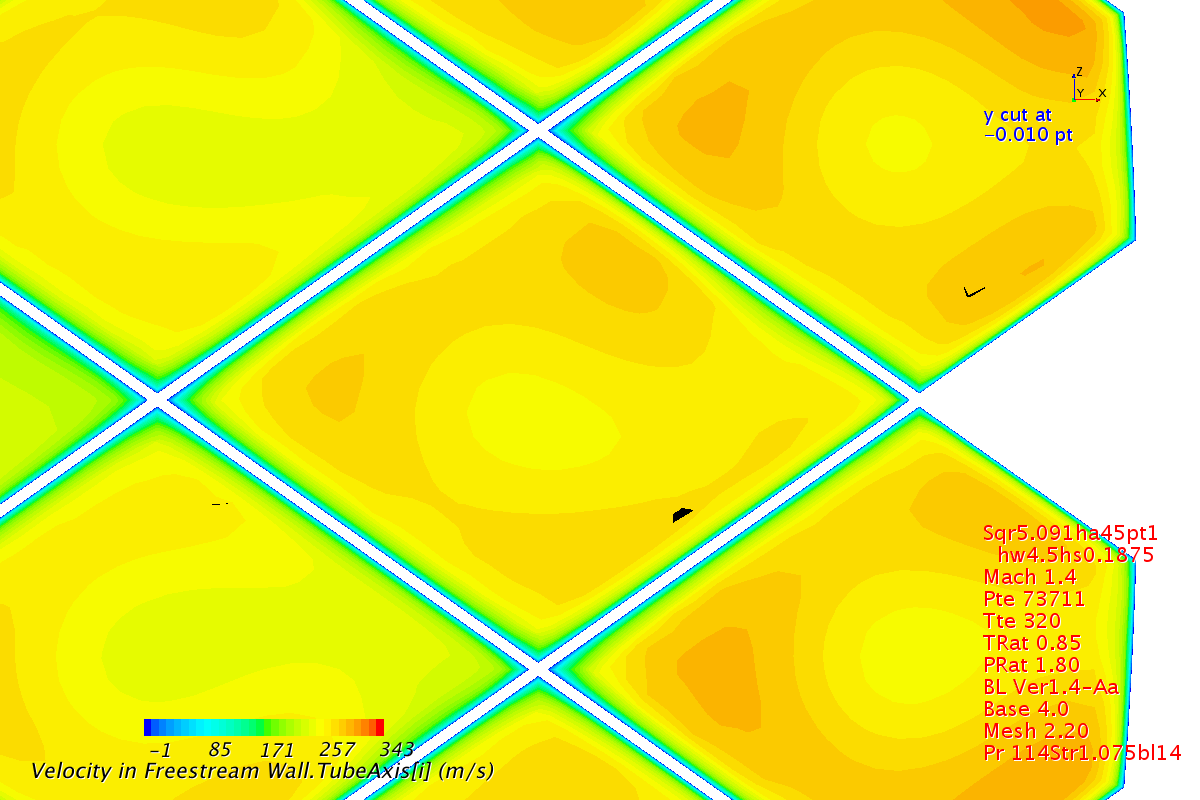 Z
Y X
y cut at
−0.010 pt
Sqr5.091ha45pt1
hw4.5hs0.1875
Mach 1.4
Pte 73711
Tte 320
TRat 0.85
PRat 1.80
BL Ver1.4−Aa
Base 4.0
Mesh 2.20
Pr 114Str1.075bl14
−1 85 171 257 343
Velocity in Freestream Wall.TubeAxis[i] (m/s)